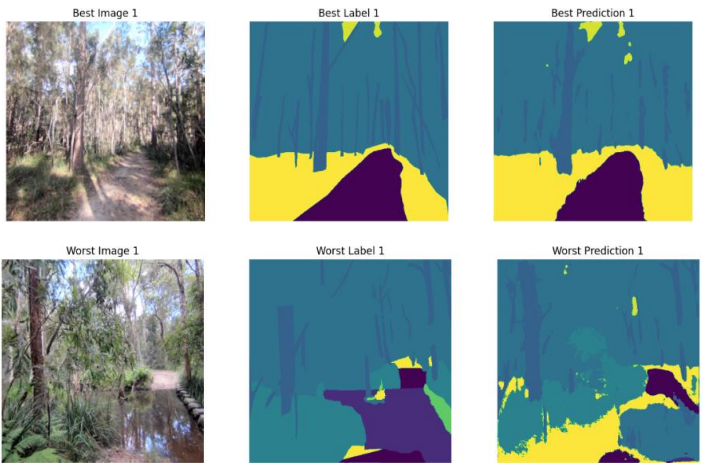 Best Image 1
Best Label 1
Best Prediction 1
Worst Image 1
Worst Label 1
Worst Prediction 1